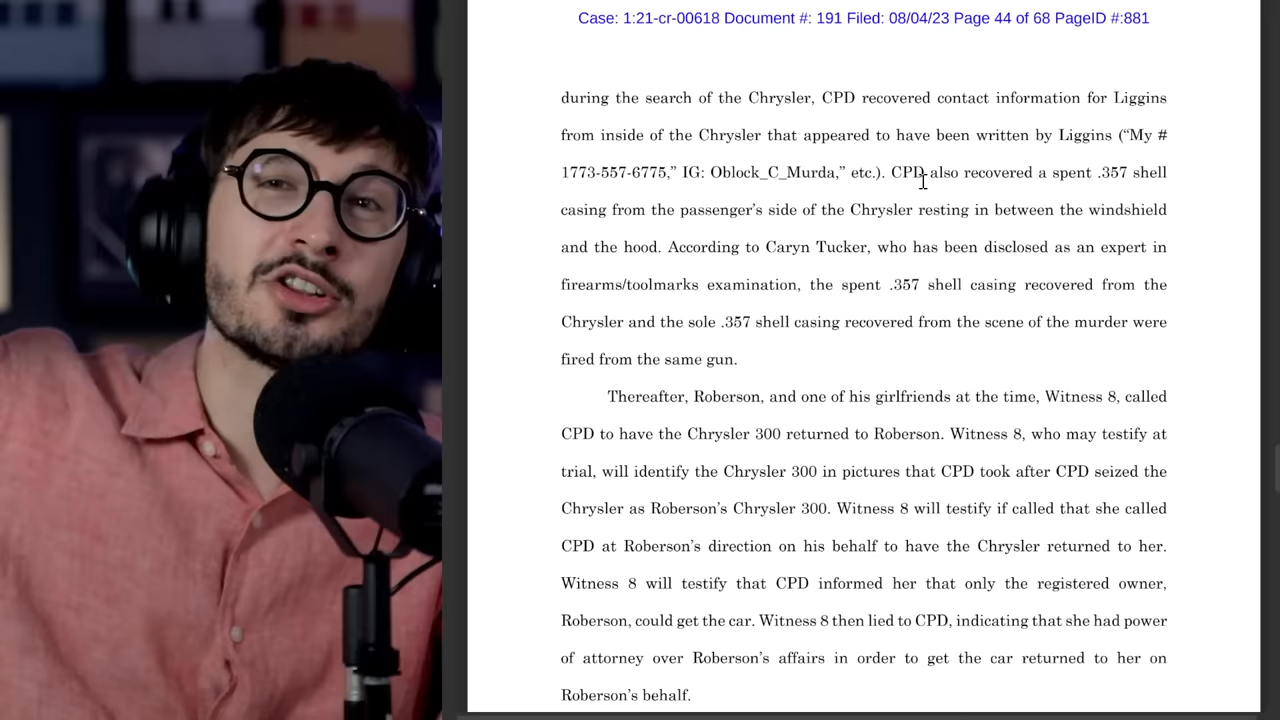 Case: 1:21-cr-00618 Document #: 191 Filed: 08/04/23 Page 44 of 68 PageID #:881
during the search of the Chrysler, CPD recovered contact information for Liggins
from inside of the Chrysler that appeared to have been written by Liggins (“My #
1773-557-6775,” IG: Oblock_C_Murda,” etc.). CPD also recovered a spent .357 shell
casing from the passenger’s side of the Chrysler resting in between the windshield
and the hood. According to Caryn Tucker, who has been disclosed as an expert in
firearms/toolmarks examination, the spent .357 shell casing recovered from the
Chrysler and the sole .357 shell casing recovered from the scene of the murder were
fired from the same gun.
Thereafter, Roberson, and one of his girlfriends at the time, Witness 8, called
CPD to have the Chrysler 300 returned to Roberson. Witness 8, who may testify at
trial, will identify the Chrysler 300 in pictures that CPD took after CPD seized the
Chrysler as Roberson’s Chrysler 300. Witness 8 will testify if called that she called
CPD at Roberson’s direction on his behalf to have the Chrysler returned to her.
Witness 8 will testify that CPD informed her that only the registered owner,
Roberson, could get the car. Witness 8 then lied to CPD, indicating that she had power
of attorney over Roberson’s affairs in order to get the car returned to her on
Roberson’s behalf.